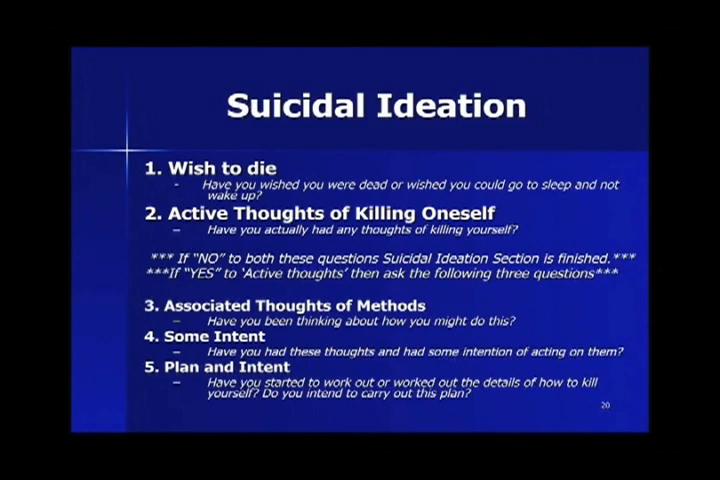 Suicidal Ideation
1. Wish to die
- Have you wished you were dead or wished you could go to sleep and not
wake up?
2. Active Thoughts of Killing Oneself
– Have you actually had any thoughts of killing yourself?
*** If “NO” to both these questions Suicidal Ideation Section is finished.***
***If “YES” to ‘Active thoughts’ then ask the following three questions***
3. Associated Thoughts of Methods
– Have you been thinking about how you might do this?
4. Some Intent
– Have you had these thoughts and had some intention of acting on them?
5. Plan and Intent
– Have you started to work out or worked out the details of how to kill
yourself? Do you intend to carry out this plan?
20